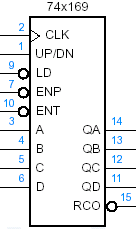 74x169
2 CLK
1 UP/DN
9 LD
7 ENP
10 ENT
3 A QA 14
4 B QB 13
5 C QC 12
6 D QD 11
RCO 15